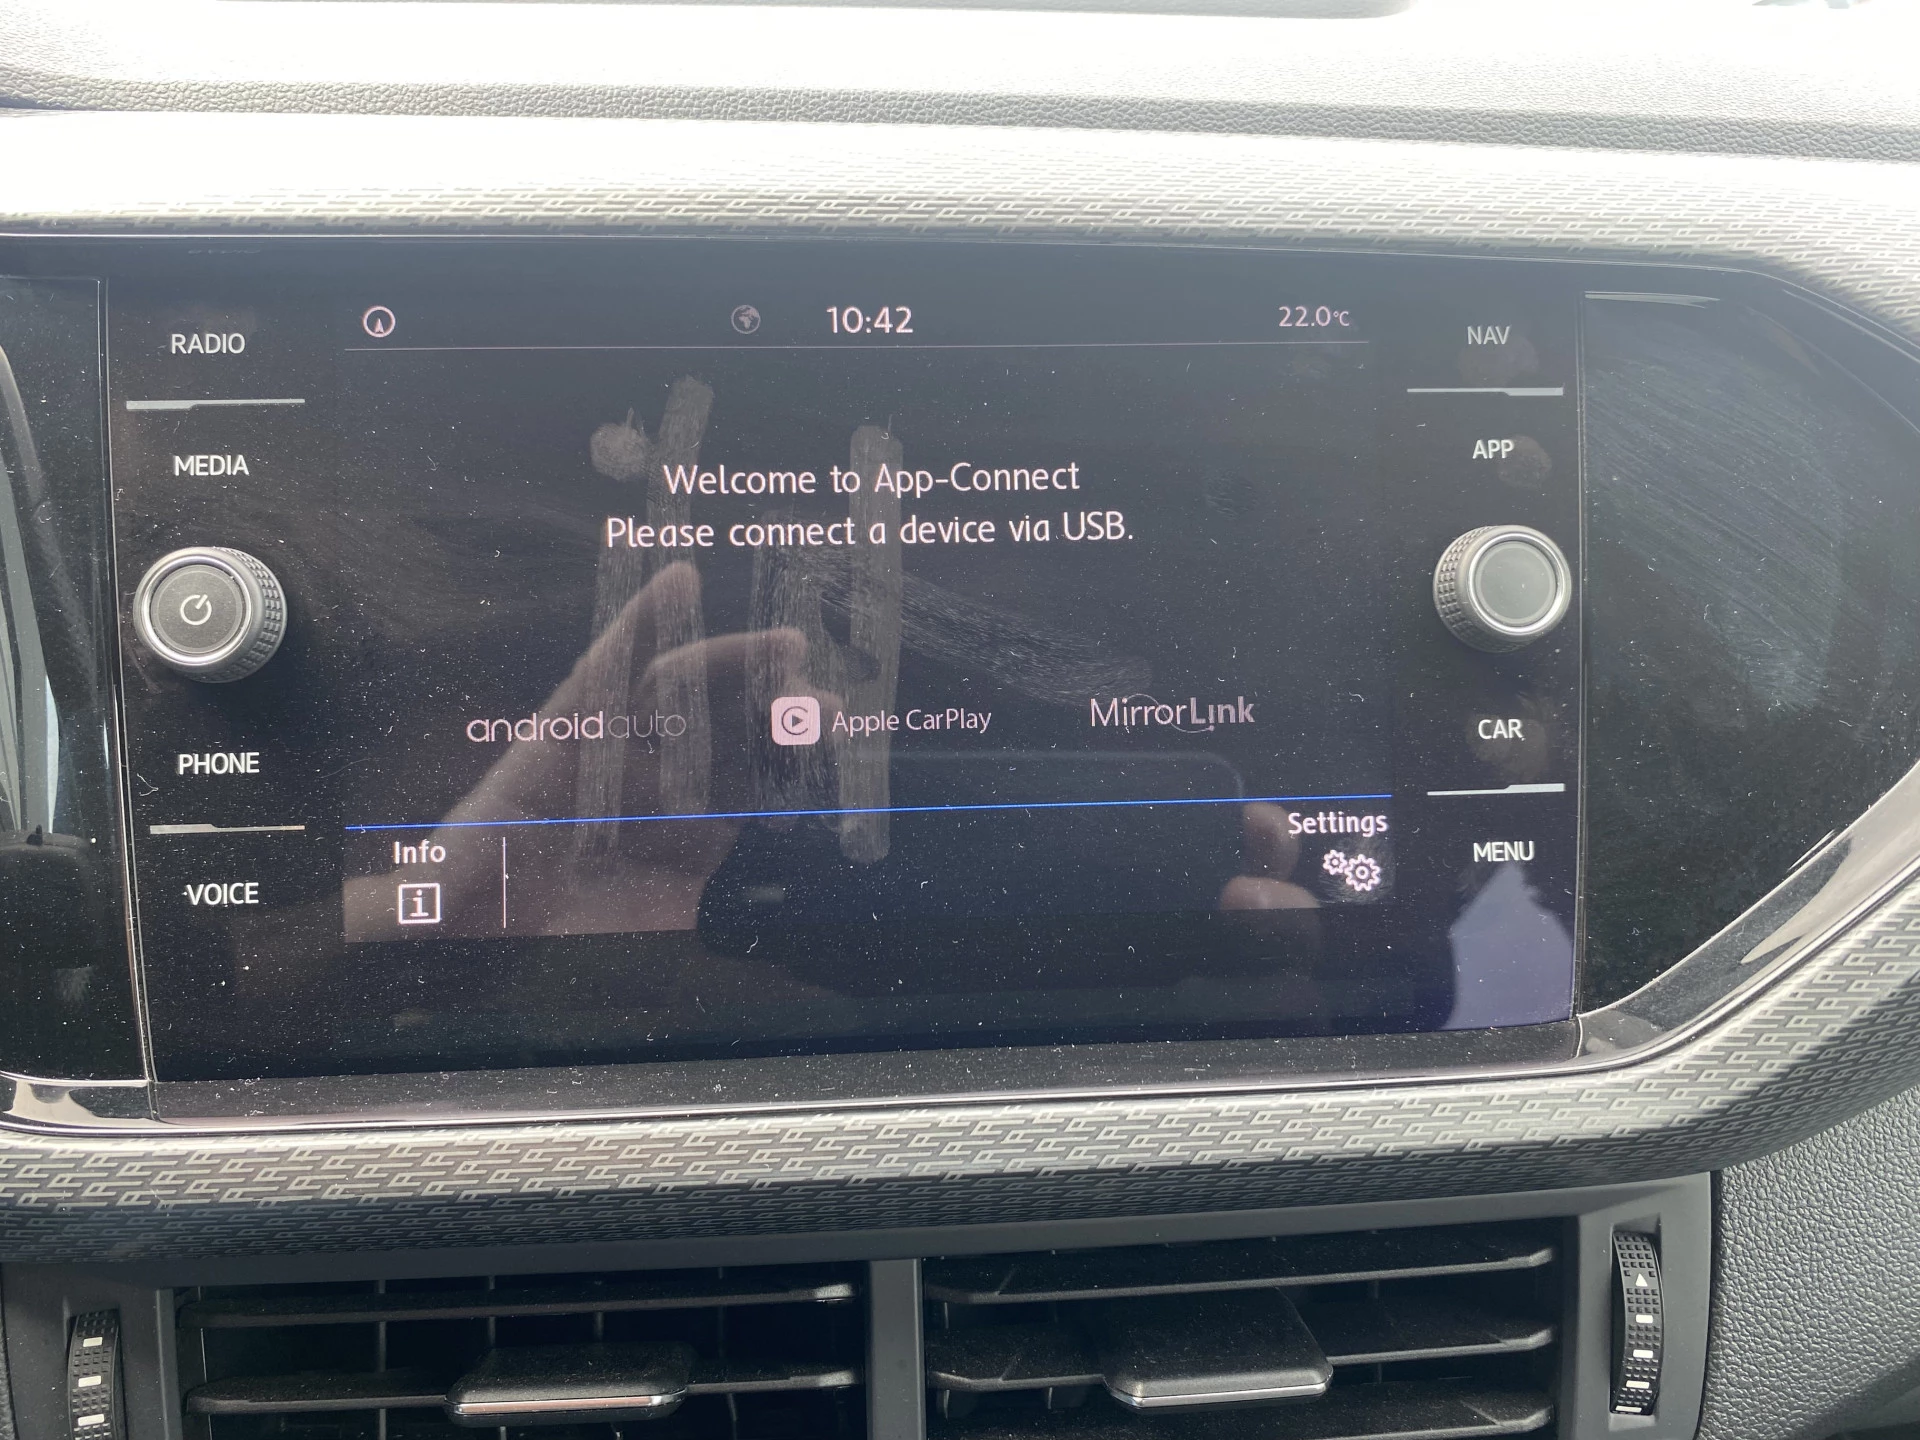 RADIO
MEDIA
PHONE
VOICE
10:42
22.0°C
Welcome to App-Connect
Please connect a device via USB.
androidauto
Apple CarPlay
MirrorLink
Info
i
Settings
NAV
APP
CAR
MENU